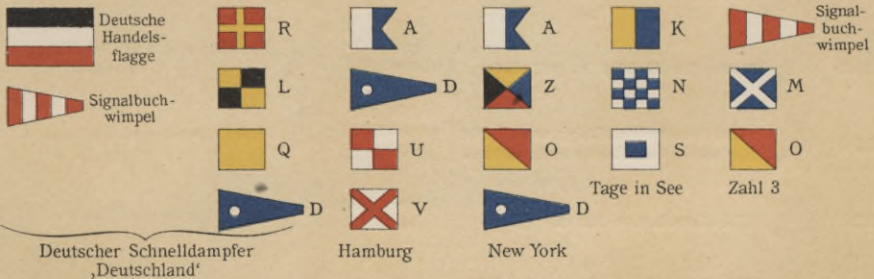 Deutsche
Handels-
flagge
Signalbuch-
wimpel
R
L
Q
D
Deutscher Schnelldampfer
‚Deutschland‘
A
D
U
V
Hamburg
A
Z
O
D
New York
K
N
S
Tage in See
Signal-
buch-
wimpel
M
O
Zahl 3